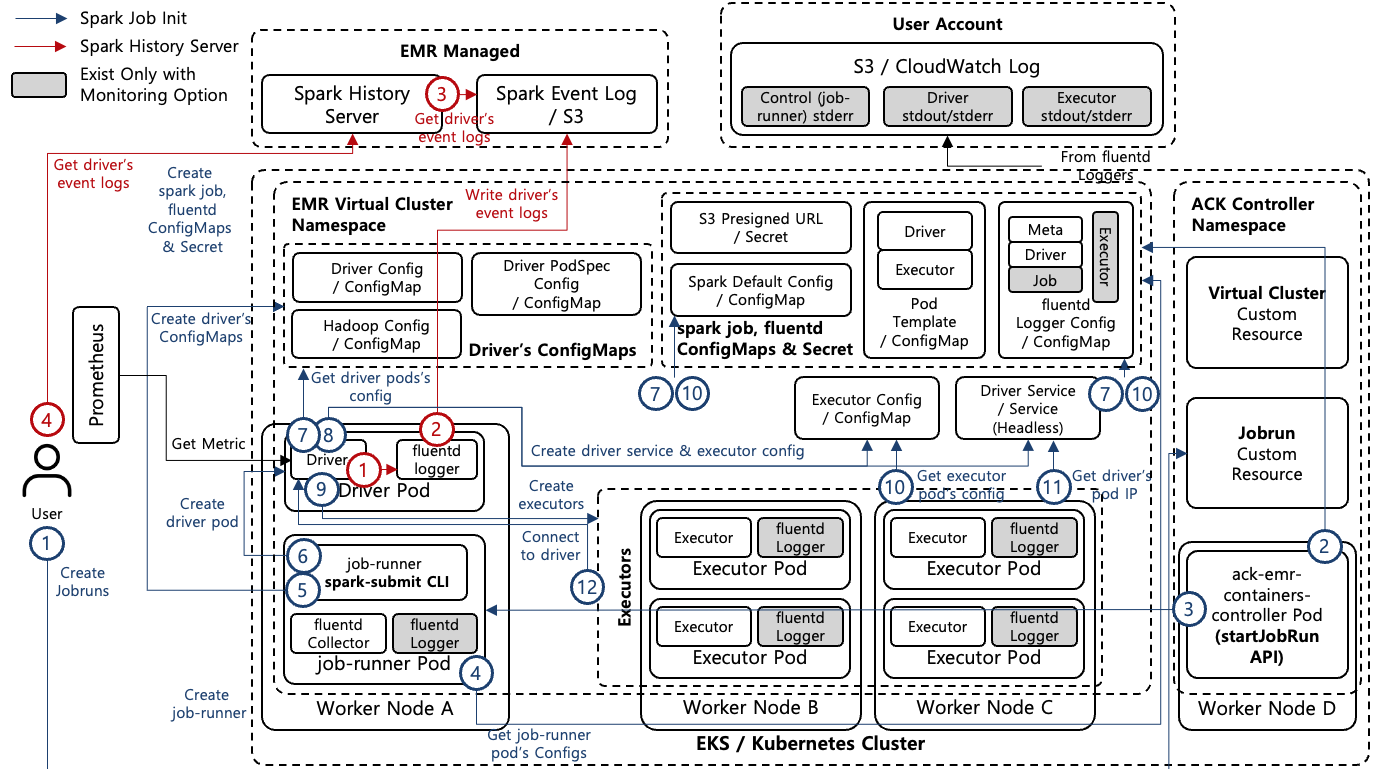 Spark Job Init
Spark History Server
Exist Only with
Monitoring Option
EMR Managed
Spark History
Server
3
Spark Event Log
/ S3
Get driver's
event logs
User Account
S3 / CloudWatch Log
Control (job-
runner) stderr
Driver
stdout/stderr
Executor
stdout/stderr
From fluentd
Loggers
Get driver's
event logs
Create
spark job,
fluentd
ConfigMaps
& Secret
Write driver's
event logs
EMR Virtual Cluster
Namespace
Driver Config
/ ConfigMap
Driver PodSpec
Config
/ ConfigMap
Hadoop Config
/ ConfigMap
Driver's ConfigMaps
S3 Presigned URL
/ Secret
Spark Default Config
/ ConfigMap
spark job, fluentd
ConfigMaps & Secret
Driver
Executor
Pod
Template
/ ConfigMap
Meta
Driver
Job
Executor
fluentd
Logger Config
/ ConfigMap
ACK Controller
Namespace
Virtual Cluster
Custom
Resource
Jobrun
Custom
Resource
Prometheus
Create driver's
ConfigMaps
Get driver pods's
config
7
10
7
10
Executor Config
/ ConfigMap
Driver Service
/ Service
(Headless)
4
User
1
Create
Jobruns
Get Metric
7
8
2
Driver
1
fluentd
logger
9
Driver Pod
Create driver service & executor config
10
Get executor
pod's config
11
Get driver's
pod IP
Create
driver pod
Create
executors
Connect
to driver
12
6
5
job-runner
spark-submit CLI
fluentd
Collector
fluentd
Logger
job-runner Pod
4
Worker Node A
Create
job-runner
Get job-runner
pod's Configs
Executors
Executor
fluentd
Logger
Executor Pod
Executor
fluentd
Logger
Executor Pod
Worker Node B
Executor
fluentd
Logger
Executor Pod
Executor
fluentd
Logger
Executor Pod
Worker Node C
2
3
ack-emr-
containers-
controller Pod
(startJobRun
API)
Worker Node D
EKS / Kubernetes Cluster